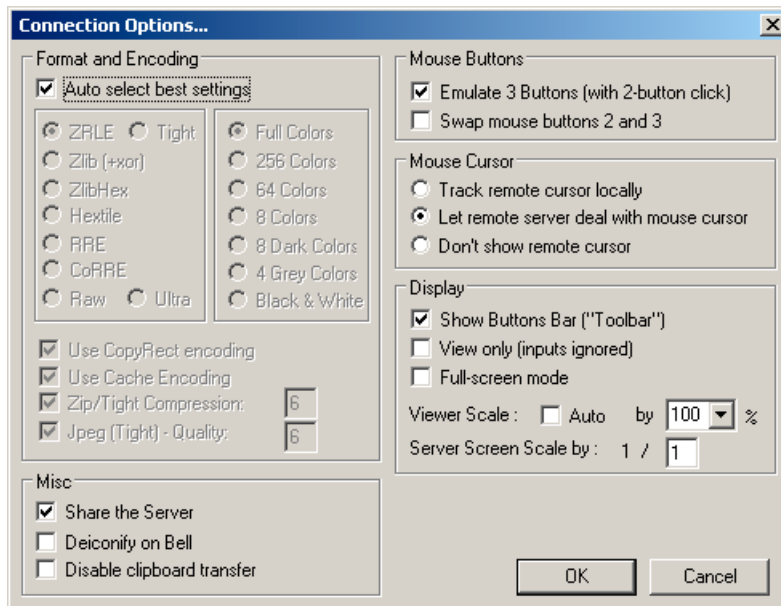 Connection Options...
Format and Encoding
Auto select best settings
ZRLE Tight
Zlib (+xor)
ZlibHex
Hextile
RRE
CoRRE
Raw Ultra
Full Colors
256 Colors
64 Colors
8 Colors
8 Dark Colors
4 Grey Colors
Black & White
Use CopyRect encoding
Use Cache Encoding
Zip/Tight Compression: 6
Jpeg (Tight) - Quality: 6
Misc
Share the Server
Deiconify on Bell
Disable clipboard transfer
Mouse Buttons
Emulate 3 Buttons (with 2-button click)
Swap mouse buttons 2 and 3
Mouse Cursor
Track remote cursor locally
Let remote server deal with mouse cursor
Don't show remote cursor
Display
Show Buttons Bar ("Toolbar")
View only (inputs ignored)
Full-screen mode
Viewer Scale : Auto by 100 %
Server Screen Scale by : 1 / 1
OK Cancel